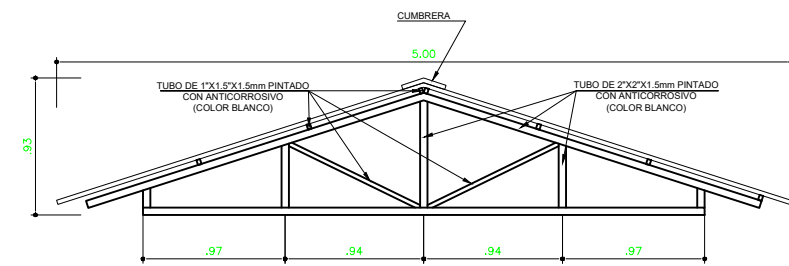 CUMBRERA
5.00
TUBO DE 1"X1.5"X1.5mm PINTADO
CON ANTICORROSIVO
(COLOR BLANCO)
TUBO DE 2"X2"X1.5mm PINTADO
CON ANTICORROSIVO
(COLOR BLANCO)
.93
.97
.94
.94
.97